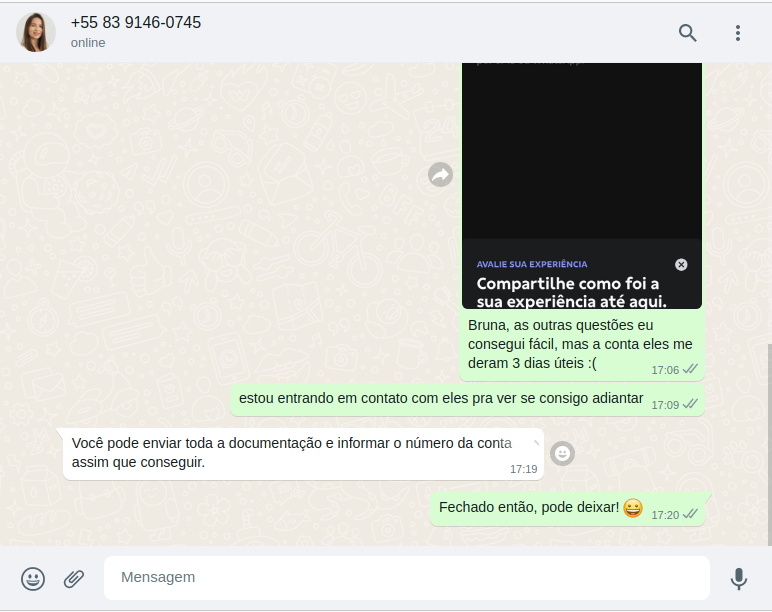 +55 83 9146-0745
online
AVALIE SUA EXPERIÊNCIA
Compartilhe como foi a
sua experiência até aqui.
Bruna, as outras questões eu
consegui fácil, mas a conta eles me
deram 3 dias úteis :(
17:06
estou entrando em contato com eles pra ver se consigo adiantar
17:09
Você pode enviar toda a documentação e informar o número da conta
assim que conseguir.
17:19
Fechado então, pode deixar! 😀
17:20
Mensagem